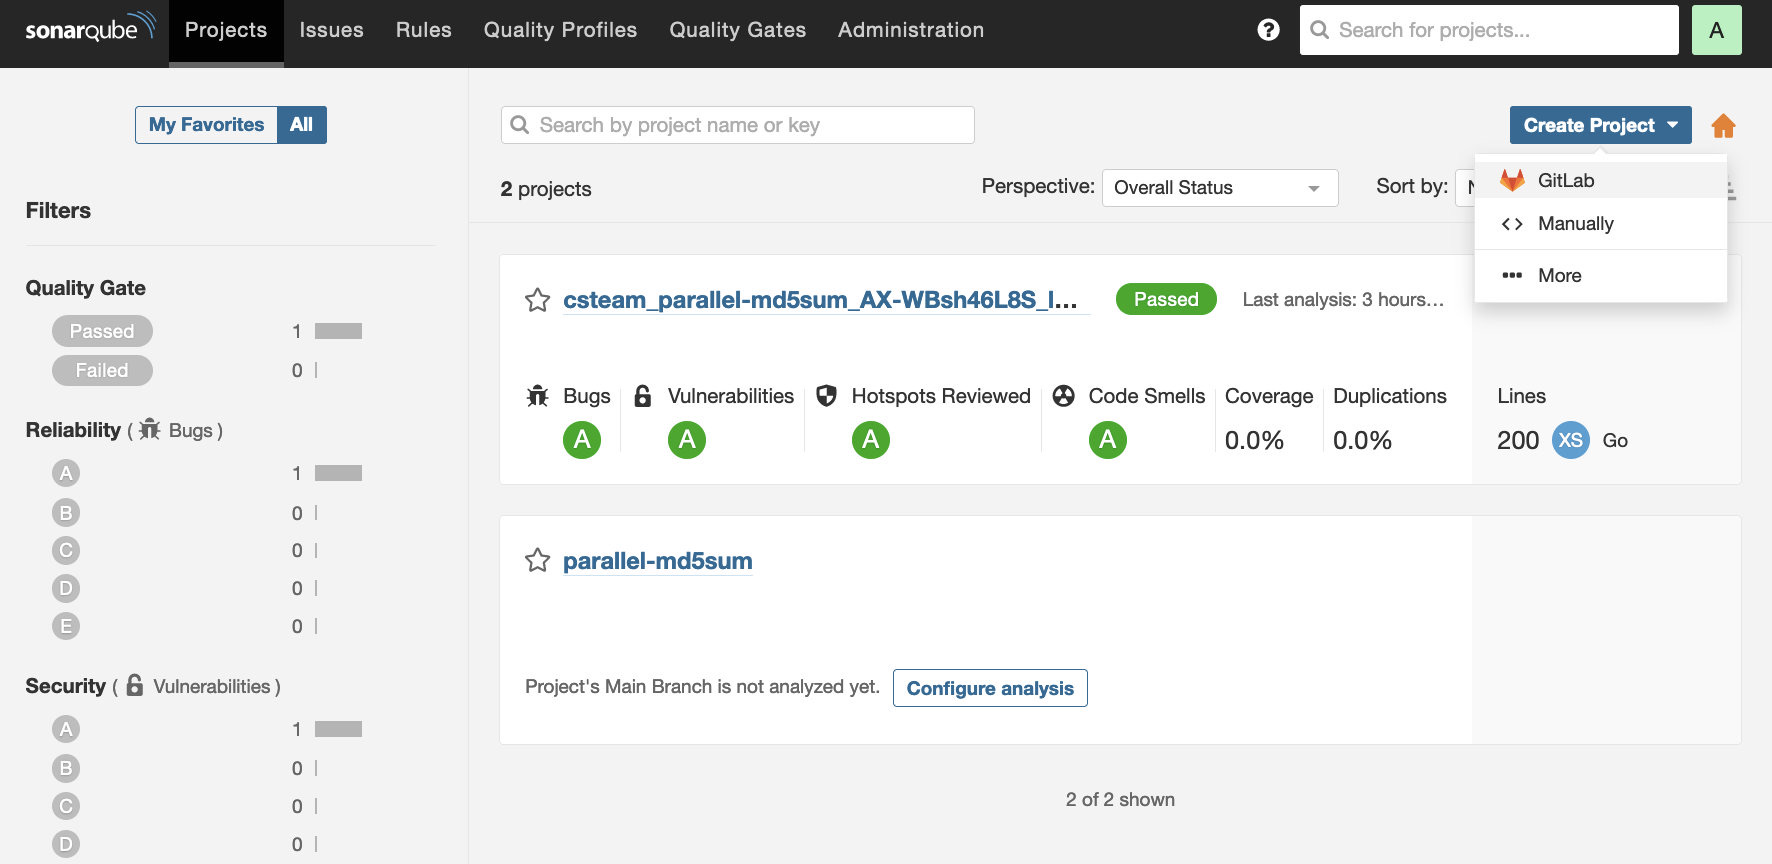 sonarqube Projects Issues Rules Quality Profiles Quality Gates Administration ? Search for projects... A
My Favorites All
Search by project name or key
Create Project
2 projects
Perspective: Overall Status
Sort by: N
GitLab
Manually
More
Filters
Quality Gate
Passed 1
Failed 0
Reliability ( Bugs )
A 1
B 0
C 0
D 0
E 0
Security ( Vulnerabilities )
A 1
B 0
C 0
D 0
csteam_parallel-md5sum_AX-WBsh46L8S_l... Passed Last analysis: 3 hours...
Bugs Vulnerabilities Hotspots Reviewed Code Smells Coverage Duplications Lines
A A A A 0.0% 0.0% 200 XS Go
parallel-md5sum
Project's Main Branch is not analyzed yet. Configure analysis
2 of 2 shown